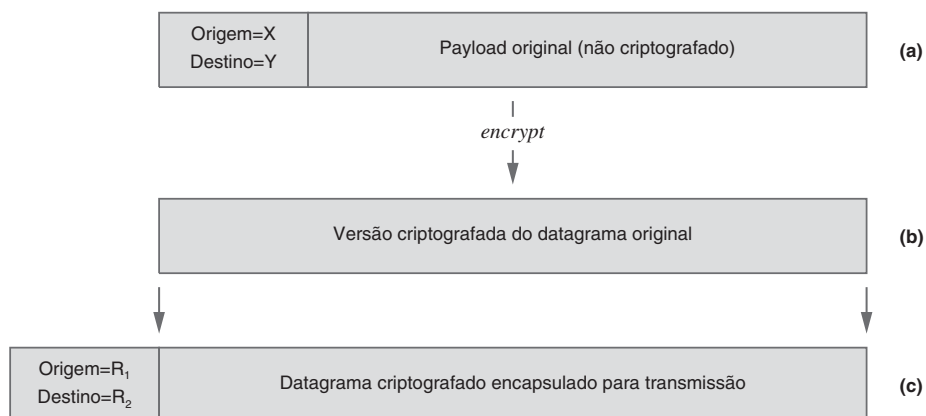 Origem=X
Destino=Y
Payload original (não criptografado)
(a)
encrypt
Versão criptografada do datagrama original
(b)
Origem=R₁
Destino=R₂
Datagrama criptografado encapsulado para transmissão
(c)